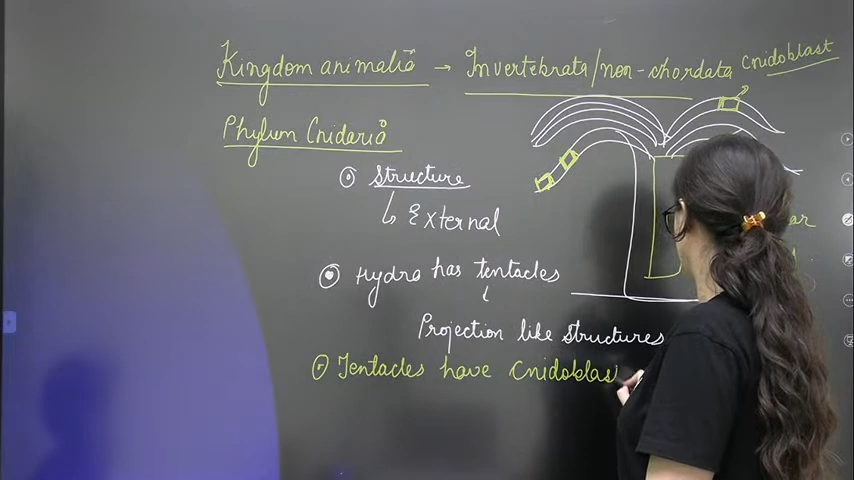 Kingdom animalia → Invertebrata/non-chordata
cnidoblast
Phylum Cnidaria
Structure
External
Hydra has tentacles
Projection like structures
Tentacles have Cnidoblas